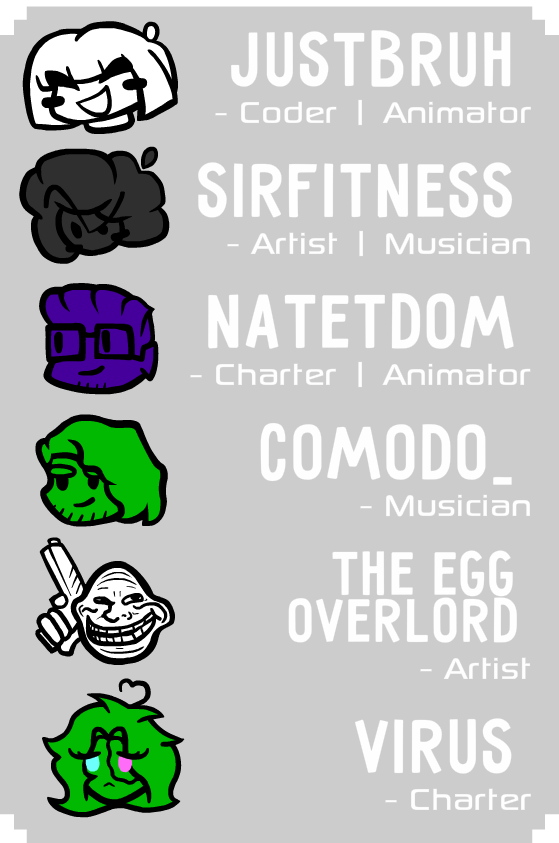 JUSTBRUH
- Coder | Animator
SIRFITNESS
- Artist | Musician
NATETDOM
- Charter | Animator
COMODO_
- Musician
THE EGG
OVERLORD
- Artist
VIRUS
- Charter